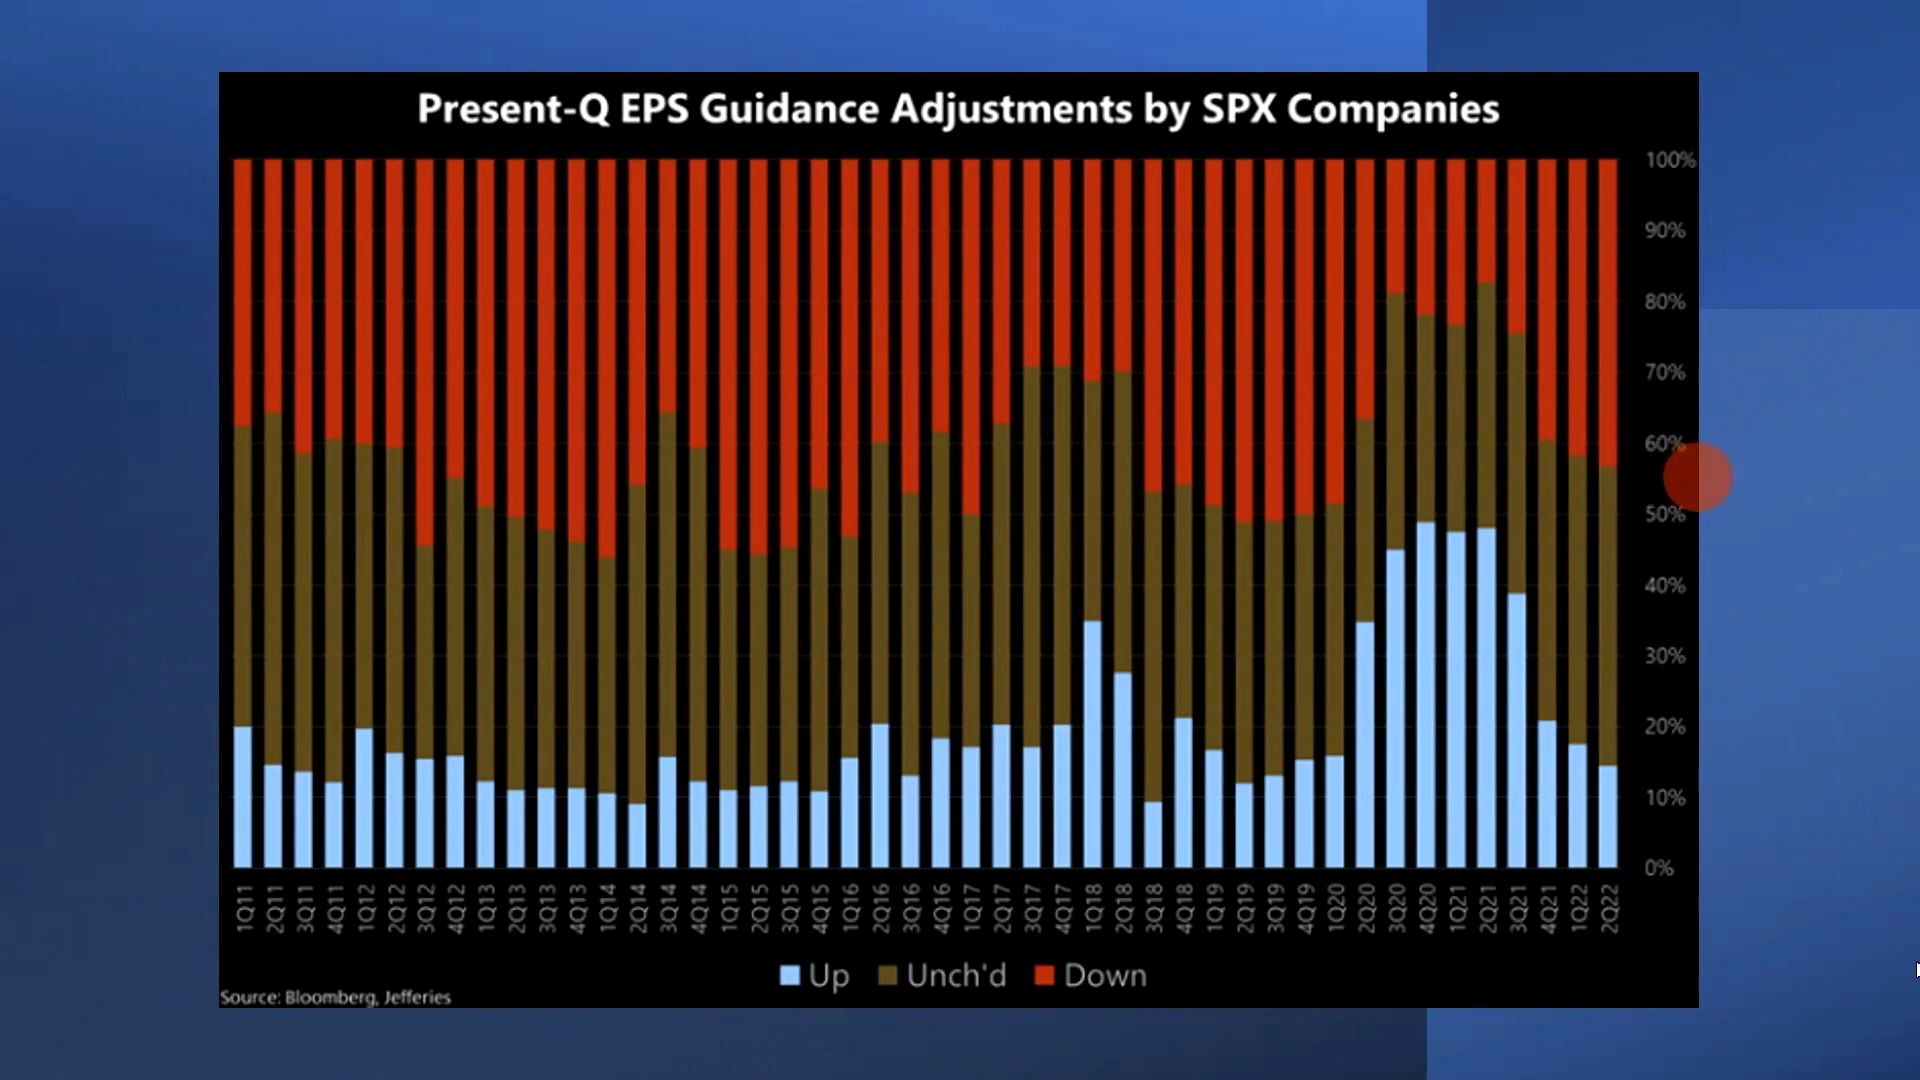 Present-Q EPS Guidance Adjustments by SPX Companies
100%
90%
80%
70%
60%
50%
40%
30%
20%
10%
0%
1Q11 2Q11 3Q11 4Q11 1Q12 2Q12 3Q12 4Q12 1Q13 2Q13 3Q13 4Q13 1Q14 2Q14 3Q14 4Q14 1Q15 2Q15 3Q15 4Q15 1Q16 2Q16 3Q16 4Q16 1Q17 2Q17 3Q17 4Q17 1Q18 2Q18 3Q18 4Q18 1Q19 2Q19 3Q19 4Q19 1Q20 2Q20 3Q20 4Q20 1Q21 2Q21 3Q21 4Q21 1Q22 2Q22
Up Unch'd Down
Source: Bloomberg, Jefferies